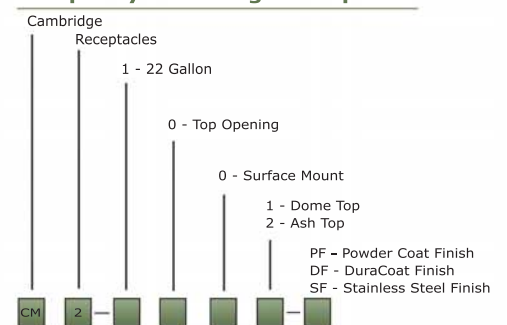 Cambridge
Receptacles
1 - 22 Gallon
0 - Top Opening
0 - Surface Mount
1 - Dome Top
2 - Ash Top
PF - Powder Coat Finish
DF - DuraCoat Finish
SF - Stainless Steel Finish
CM 2 - -